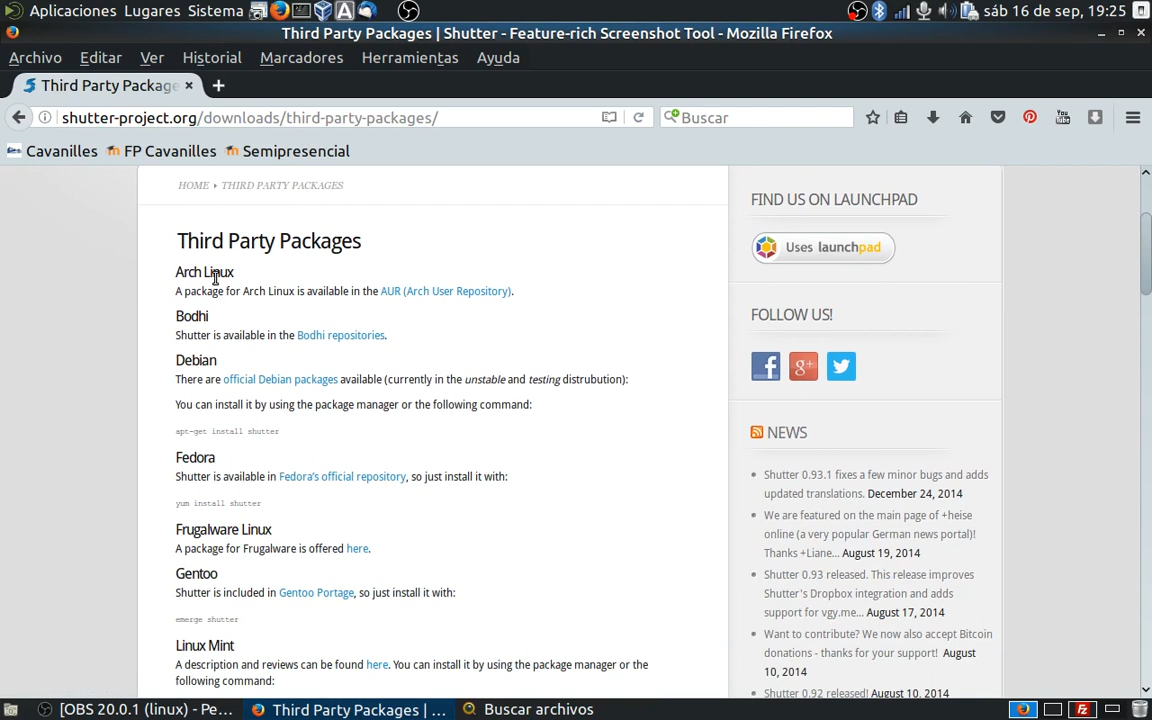 Aplicaciones Lugares Sistema sáb 16 de sep, 19:25
Third Party Packages | Shutter - Feature-rich Screenshot Tool - Mozilla Firefox
Archivo Editar Ver Historial Marcadores Herramientas Ayuda
Third Party Package
shutter-project.org/downloads/third-party-packages/ Buscar
Cavanilles FP Cavanilles Semipresencial
HOME THIRD PARTY PACKAGES
Third Party Packages
Arch Linux
A package for Arch Linux is available in the AUR (Arch User Repository).
Bodhi
Shutter is available in the Bodhi repositories.
Debian
There are official Debian packages available (currently in the unstable and testing distrubution):
You can install it by using the package manager or the following command:
apt-get install shutter
Fedora
Shutter is available in Fedora's official repository, so just install it with:
yum install shutter
Frugalware Linux
A package for Frugalware is offered here.
Gentoo
Shutter is included in Gentoo Portage, so just install it with:
emerge shutter
Linux Mint
A description and reviews can be found here. You can install it by using the package manager or the
following command:
FIND US ON LAUNCHPAD
Uses launchpad
FOLLOW US!
NEWS
Shutter 0.93.1 fixes a few minor bugs and adds
updated translations. December 24, 2014
We are featured on the main page of +heise
online (a very popular German news portal)!
Thanks +Liane... August 19, 2014
Shutter 0.93 released. This release improves
Shutter's Dropbox integration and adds
support for vgy.me... August 17, 2014
Want to contribute? We now also accept Bitcoin
donations - thanks for your support! August
10, 2014
Shutter 0.92 released! August 10, 2014
[OBS 20.0.1 (linux) - Pe... Third Party Packages | ... Buscar archivos